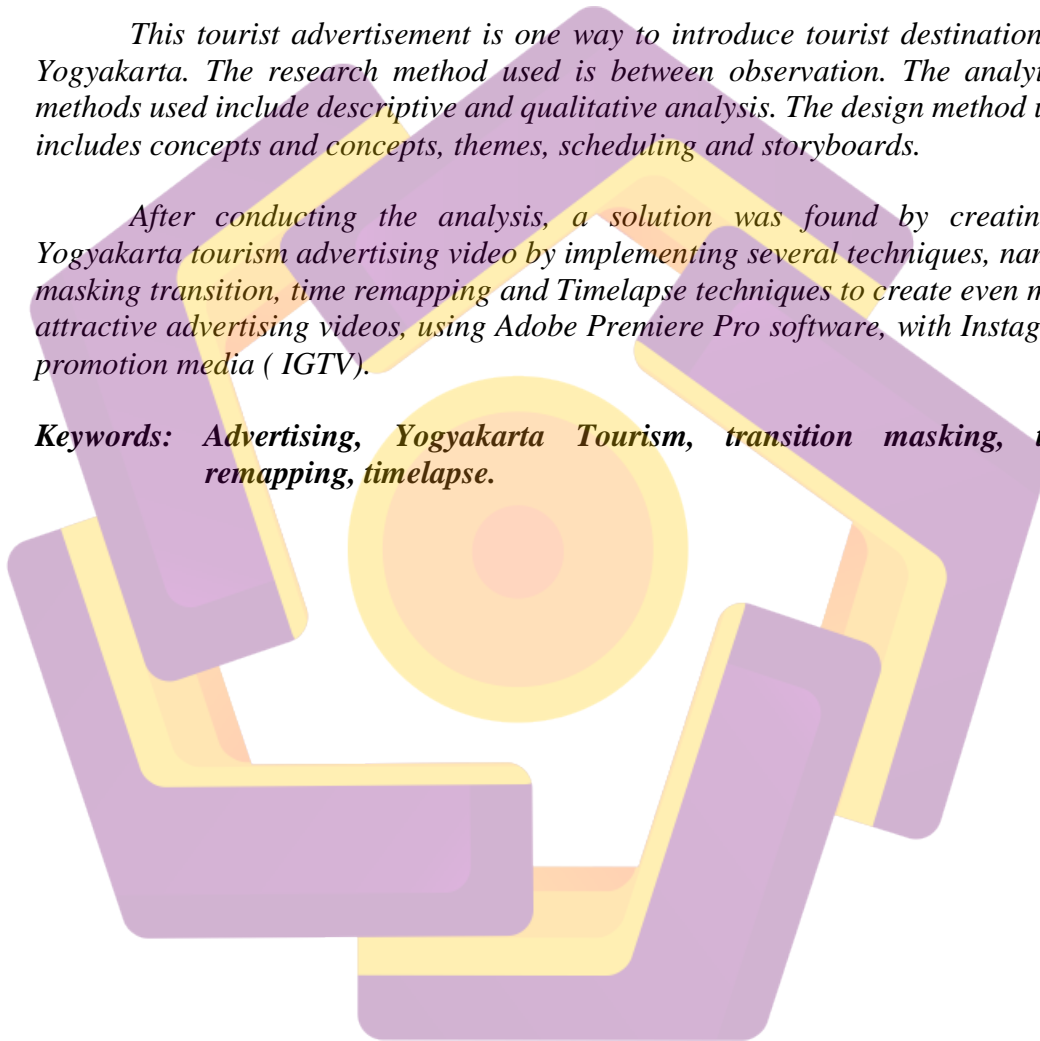 This tourist advertisement is one way to introduce tourist destination
Yogyakarta. The research method used is between observation. The analyt
methods used include descriptive and qualitative analysis. The design method u
includes concepts and concepts, themes, scheduling and storyboards.
After conducting the analysis, a solution was found by creatin
Yogyakarta tourism advertising video by implementing several techniques, nar
masking transition, time remapping and Timelapse techniques to create even m
attractive advertising videos, using Adobe Premiere Pro software, with Instag
promotion media ( IGTV).
Keywords: Advertising, Yogyakarta Tourism, transition masking, t
remapping, timelapse.